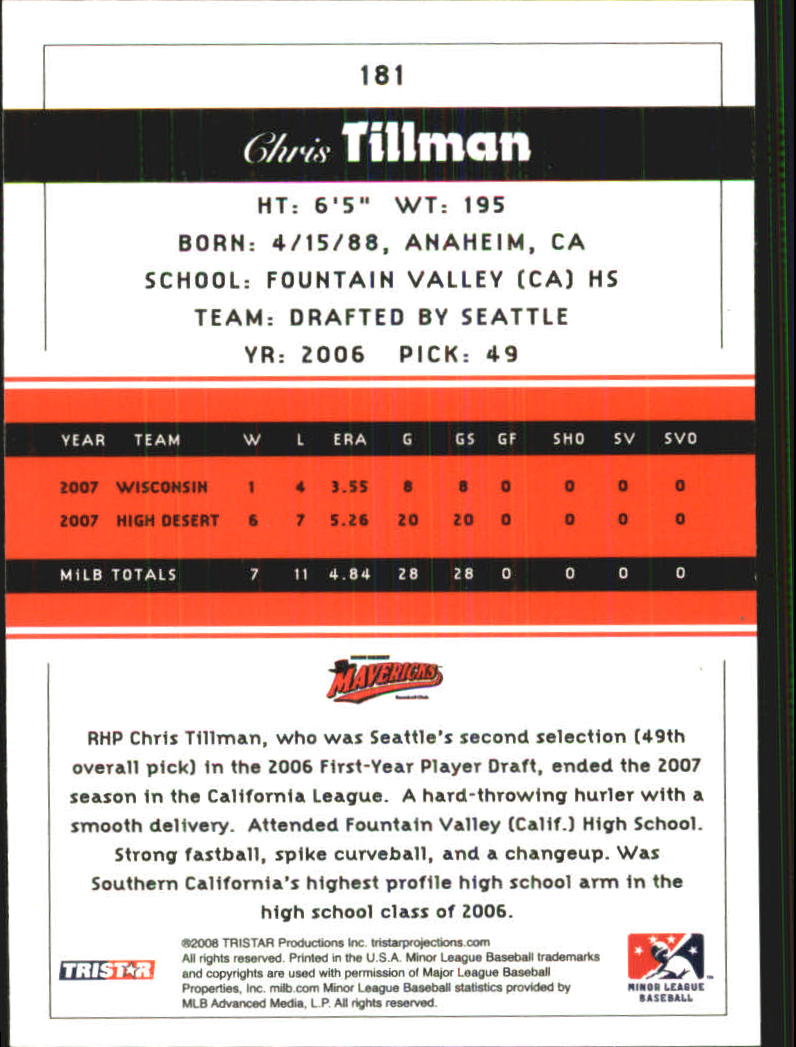 181
Chris Tillman
HT: 6'5" WT: 195
BORN: 4/15/88, ANAHEIM, CA
SCHOOL: FOUNTAIN VALLEY (CA) HS
TEAM: DRAFTED BY SEATTLE
YR: 2006 PICK: 49
YEAR TEAM W L ERA G GS GF SHO SV SVO
2007 WISCONSIN 1 4 3.55 8 8 0 0 0 0
2007 HIGH DESERT 6 7 5.26 20 20 0 0 0 0
MiLB TOTALS 7 11 4.84 28 28 0 0 0 0
MAVERICKS
RHP Chris Tillman, who was Seattle's second selection (49th
overall pick) in the 2006 First-Year Player Draft, ended the 2007
season in the California League. A hard-throwing hurler with a
smooth delivery. Attended Fountain Valley (Calif.) High School.
Strong fastball, spike curveball, and a changeup. Was
Southern California's highest profile high school arm in the
high school class of 2006.
TRISTAR
©2008 TRISTAR Productions Inc. tristarprojections.com
All rights reserved. Printed in the U.S.A. Minor League Baseball trademarks
and copyrights are used with permission of Major League Baseball
Properties, Inc. milb.com Minor League Baseball statistics provided by
MLB Advanced Media, L.P. All rights reserved.
MINOR LEAGUE
BASEBALL